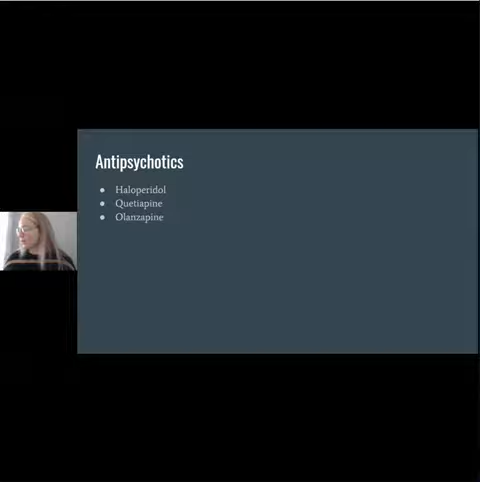 Antipsychotics
● Haloperidol
● Quetiapine
● Olanzapine